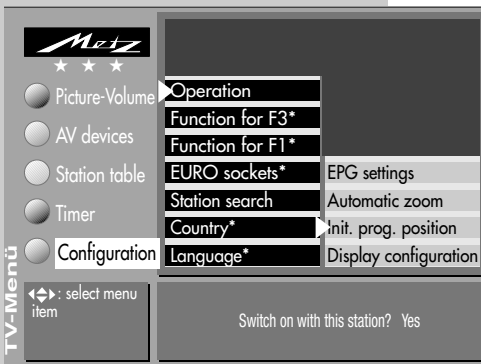 Metz
Picture-Volume
AV devices
Station table
Timer
Configuration
TV-Menü
Operation
Function for F3*
Function for F1*
EURO sockets*
Station search
Country*
Language*
EPG settings
Automatic zoom
Init. prog. position
Display configuration
: select menu
item
Switch on with this station? Yes